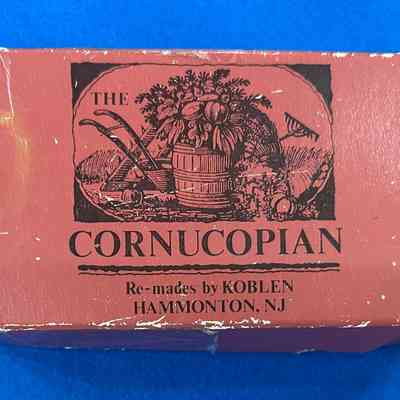 THE
CORNUCOPIAN
Re-mades by KOBLEN
HAMMONTON, NJ